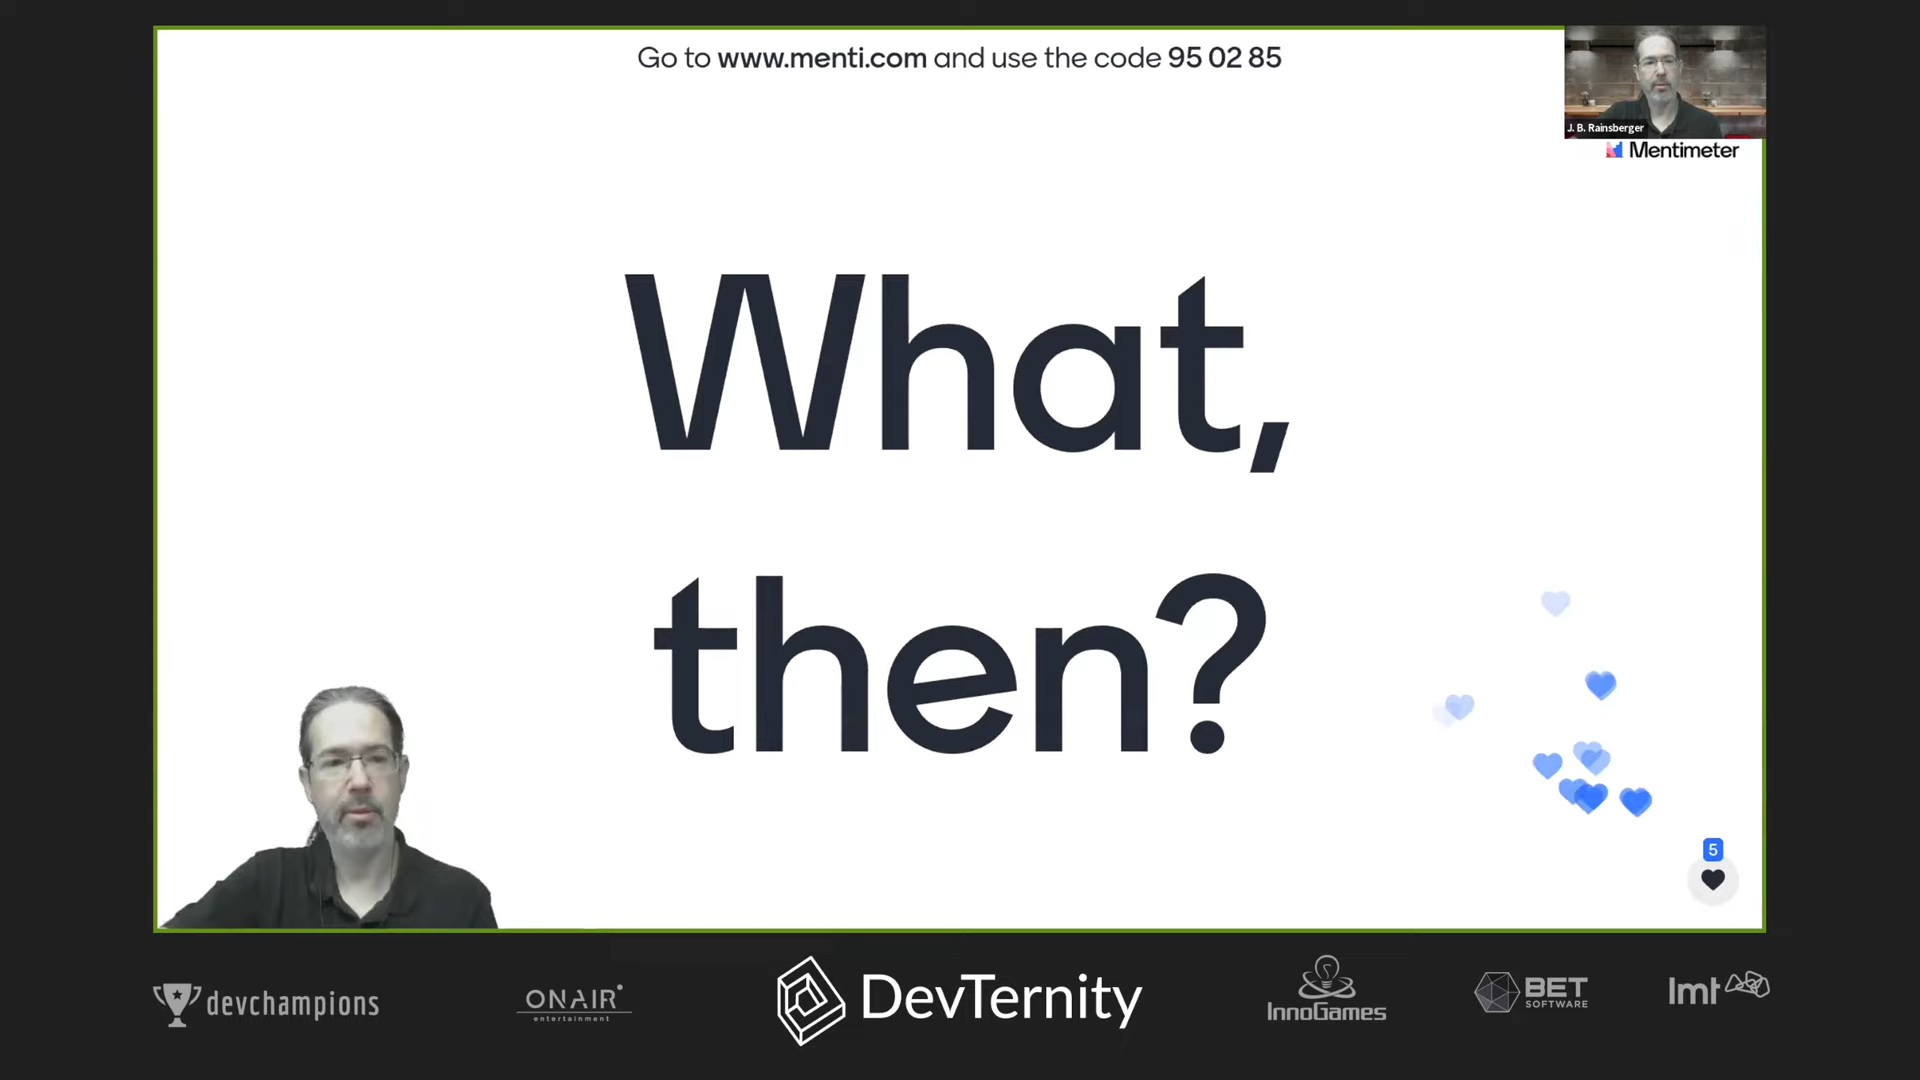 Go to www.menti.com and use the code 95 02 85
J. B. Rainsberger
Mentimeter
What,
then?
5
devchampions
ONAIR
entertainment
DevTernity
InnoGames
BET
SOFTWARE
lmt